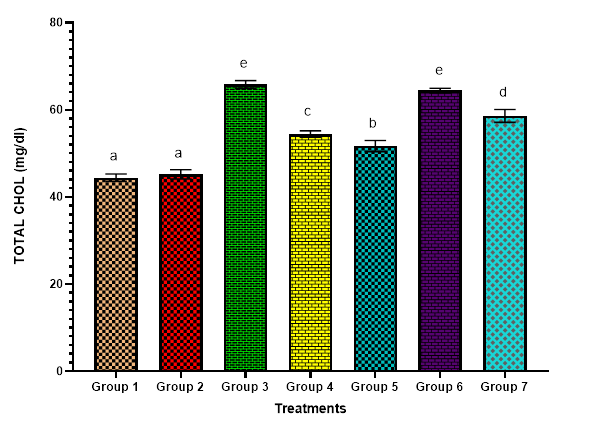 80
60
40
20
0
TOTAL CHOL (mg/dl)
a
a
e
c
b
e
d
Group 1 Group 2 Group 3 Group 4 Group 5 Group 6 Group 7
Treatments